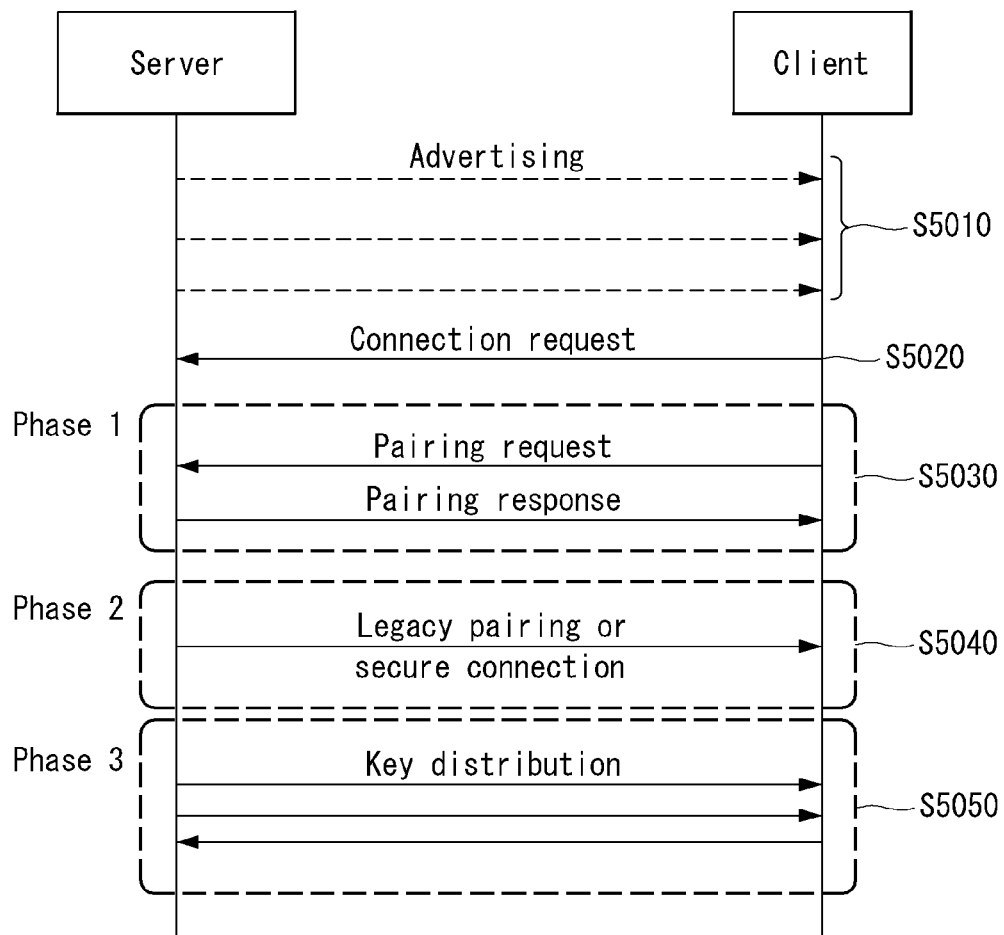 Server
Client
Advertising
S5010
Connection request
S5020
Phase 1
Pairing request
S5030
Pairing response
Phase 2
Legacy pairing or
secure connection
S5040
Phase 3
Key distribution
S5050